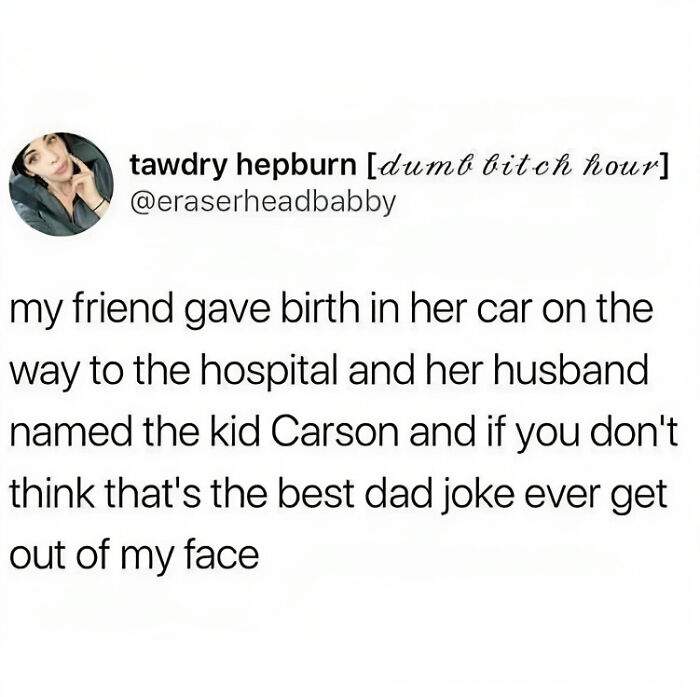 tawdry hepburn [𝒹𝓊𝓂𝒷 𝒷𝒾𝓉𝒸𝒽 𝒽ℴ𝓊𝓇]
@eraserheadbabby
my friend gave birth in her car on the
way to the hospital and her husband
named the kid Carson and if you don't
think that's the best dad joke ever get
out of my face